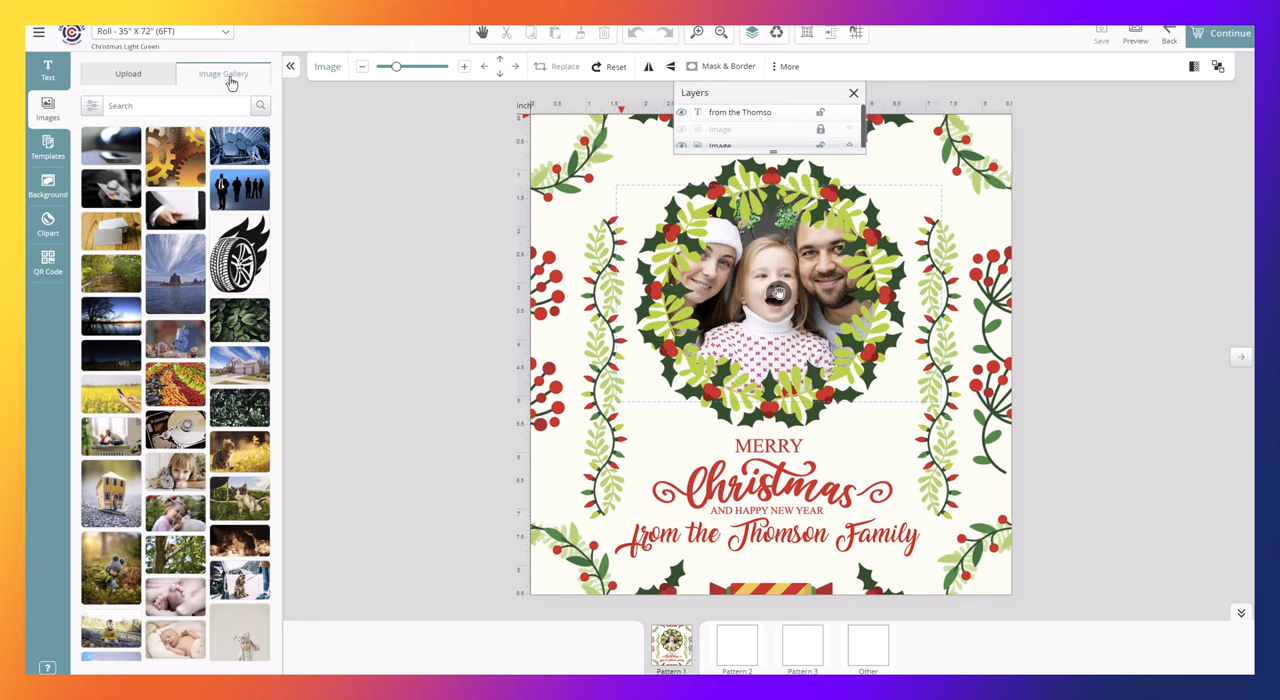 Roll - 35" X 72" (6FT)
Christmas Light Green
Save
Preview
Back
Continue
Text
Images
Templates
Background
Clipart
QR Code
?
Upload
Image Gallery
Search
Image
Replace
Reset
Mask & Border
More
Layers
from the Thomso
Image
Image
inch
MERRY
Christmas
AND HAPPY NEW YEAR
from the Thomson Family
Pattern 1
Pattern 2
Pattern 3
Other